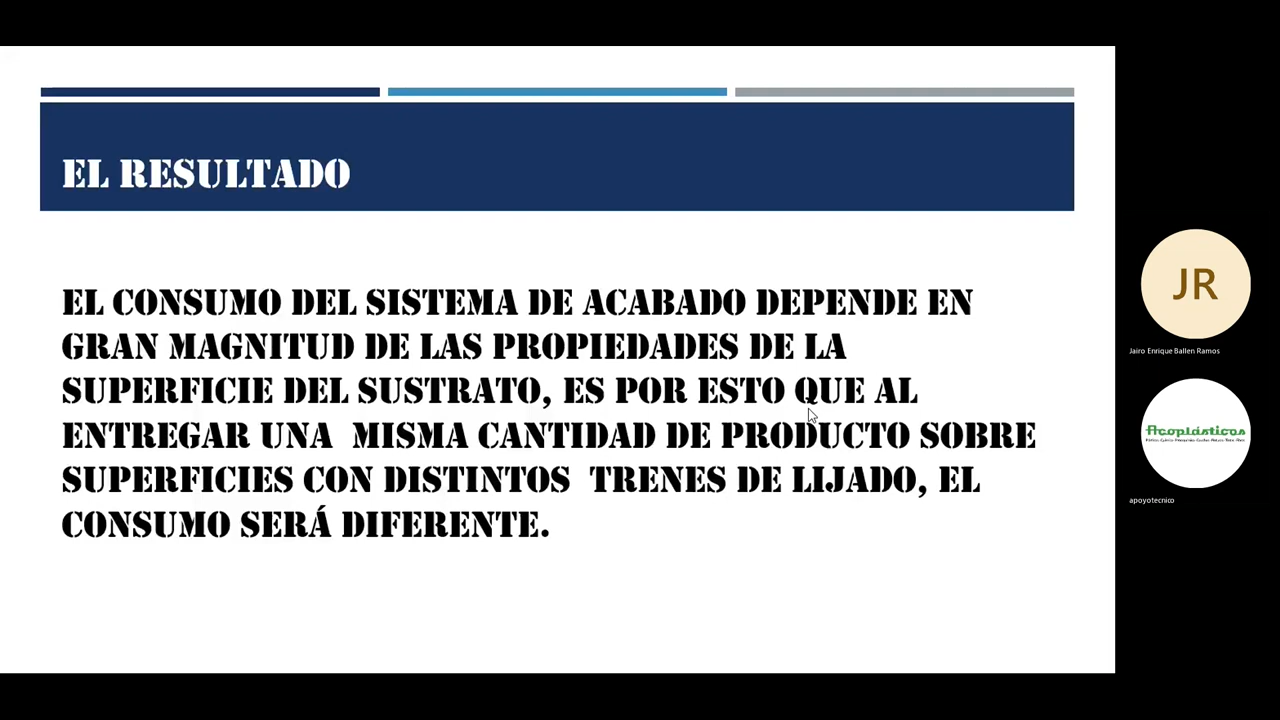 EL RESULTADO
EL CONSUMO DEL SISTEMA DE ACABADO DEPENDE EN
GRAN MAGNITUD DE LAS PROPIEDADES DE LA
SUPERFICIE DEL SUSTRATO, ES POR ESTO QUE AL
ENTREGAR UNA MISMA CANTIDAD DE PRODUCTO SOBRE
SUPERFICIES CON DISTINTOS TRENES DE LIJADO, EL
CONSUMO SERÁ DIFERENTE.
JR
Jairo Enrique Ballen Ramos
Acoplásticos
apoyotecnico